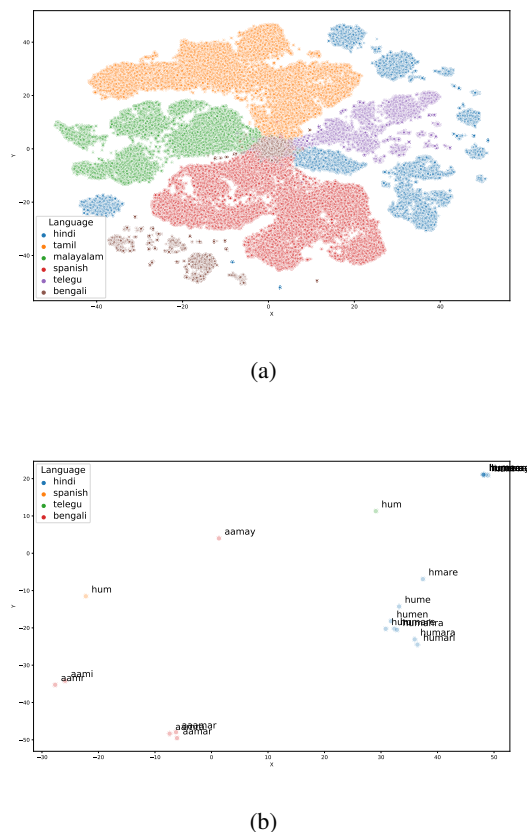 40
20
0
−20
−40
Y
Language
hindi
tamil
malayalam
spanish
telegu
bengali
−40 −20 0 20 40
X
(a)
20
10
0
−10
−20
−30
−40
−50
Y
Language
hindi
spanish
telegu
bengali
hum
aamay
hmare
hum
hume
humen
humara
humari
aami
aamar
−30 −20 −10 0 10 20 30 40 50
X
(b)